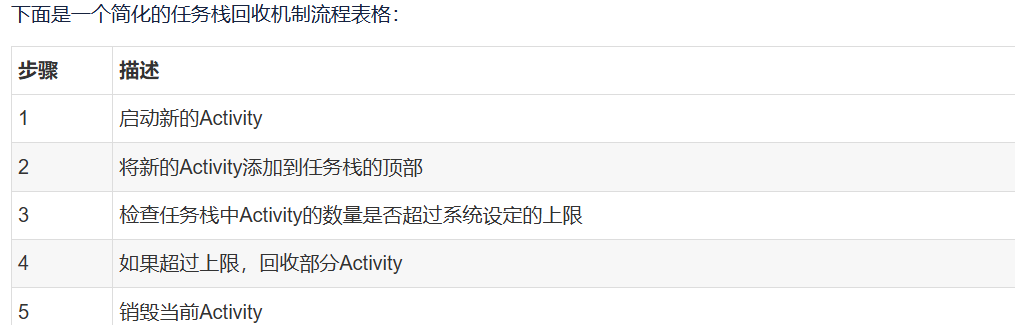 下面是一个简化的任务栈回收机制流程表格：
步骤 描述
1 启动新的Activity
2 将新的Activity添加到任务栈的顶部
3 检查任务栈中Activity的数量是否超过系统设定的上限
4 如果超过上限，回收部分Activity
5 销毁当前Activity